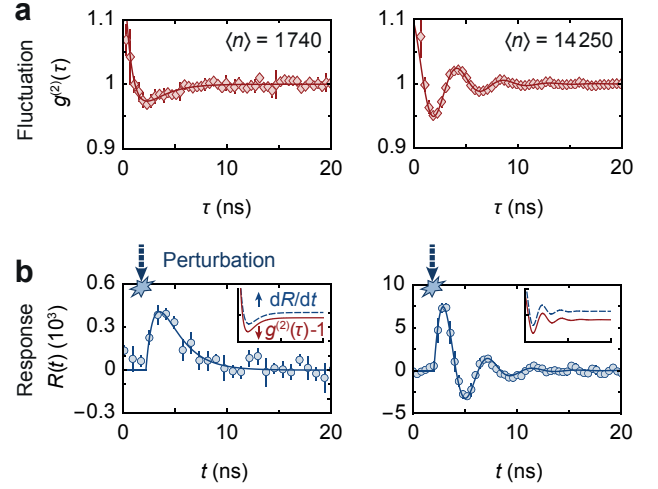 a
Fluctuation
g⁽²⁾(τ)
1.1
1
0.9
⟨n⟩ = 1740
0
10
20
τ (ns)
1.1
1
0.9
⟨n⟩ = 14250
0
10
20
τ (ns)
b
Perturbation
Response
R(t) (10³)
0.6
0.3
0
−0.3
dR/dt
g⁽²⁾(τ)-1
0
10
20
t (ns)
10
5
0
−5
0
10
20
t (ns)